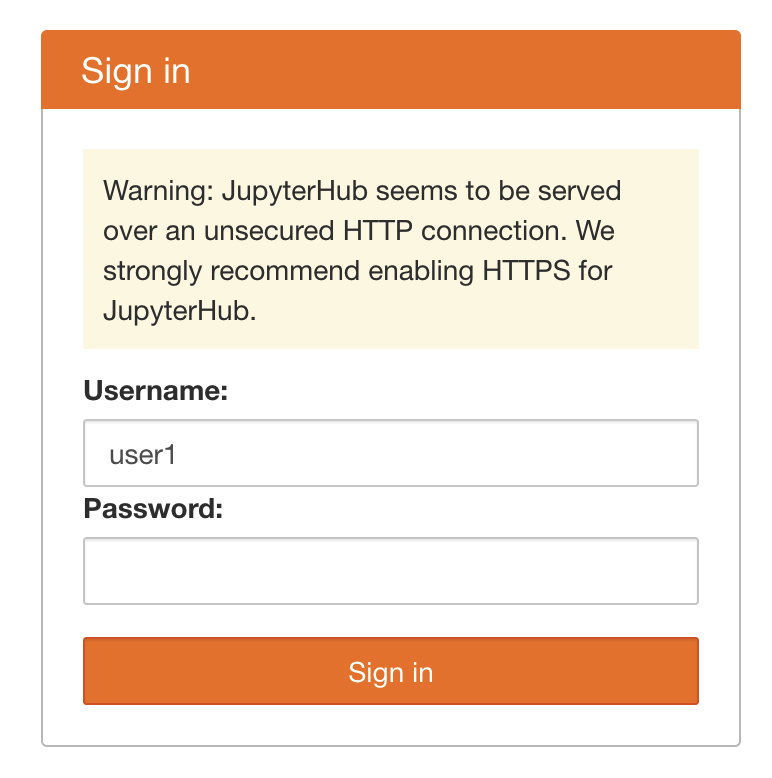 Sign in
Warning: JupyterHub seems to be served
over an unsecured HTTP connection. We
strongly recommend enabling HTTPS for
JupyterHub.
Username:
user1
Password:
Sign in